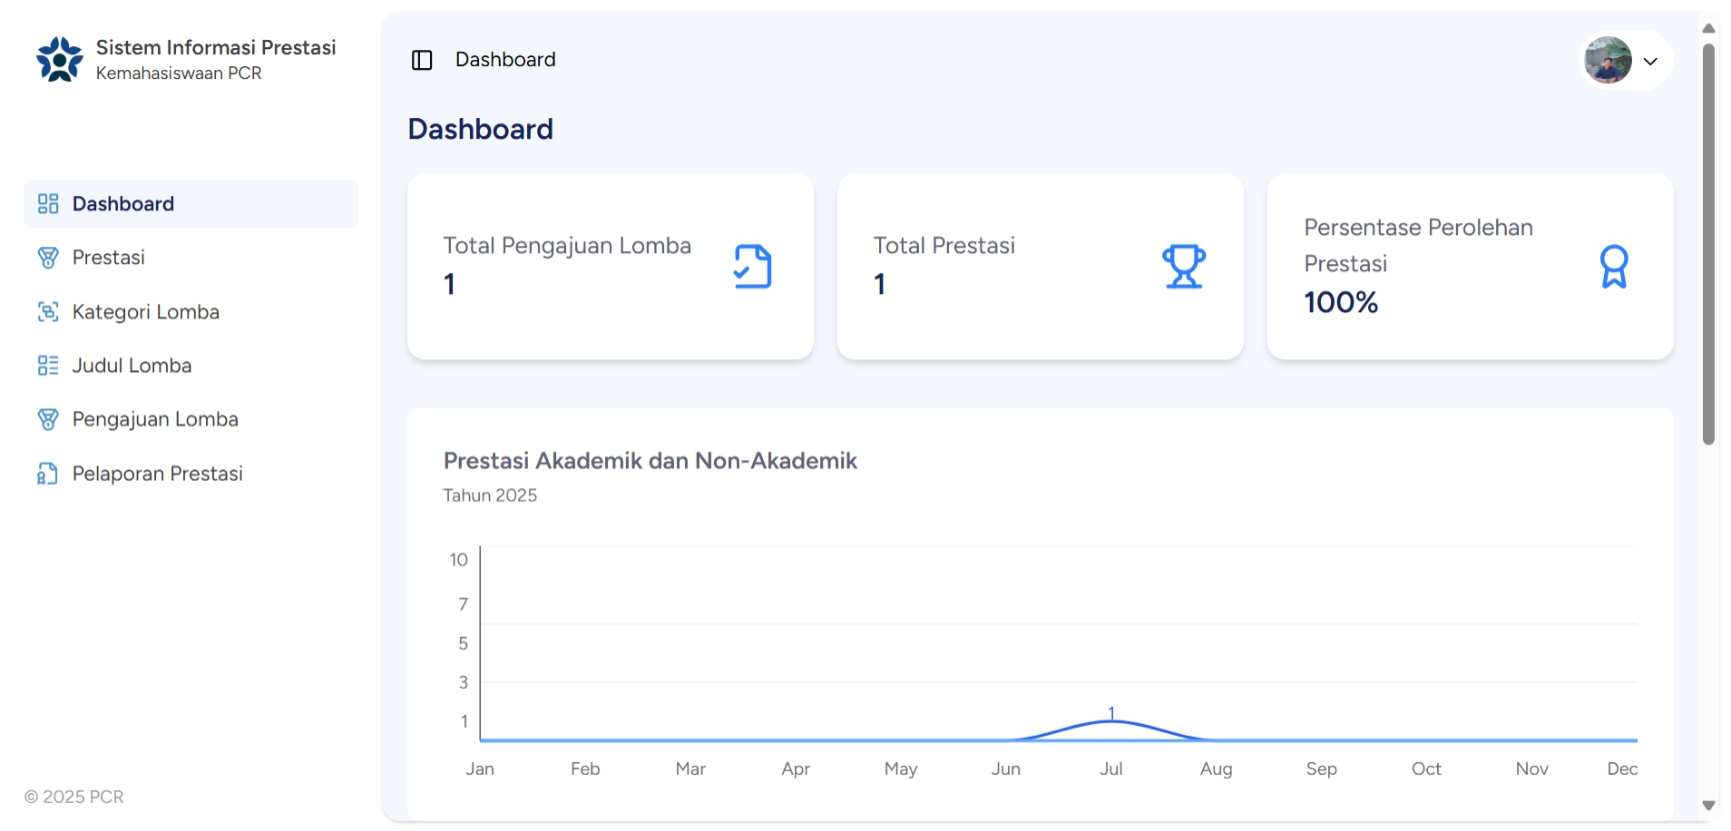 Sistem Informasi Prestasi
Kemahasiswaan PCR
Dashboard
Prestasi
Kategori Lomba
Judul Lomba
Pengajuan Lomba
Pelaporan Prestasi
© 2025 PCR
Dashboard
Dashboard
Total Pengajuan Lomba
1
Total Prestasi
1
Persentase Perolehan
Prestasi
100%
Prestasi Akademik dan Non-Akademik
Tahun 2025
10
7
5
3
1
1
Jan Feb Mar Apr May Jun Jul Aug Sep Oct Nov Dec